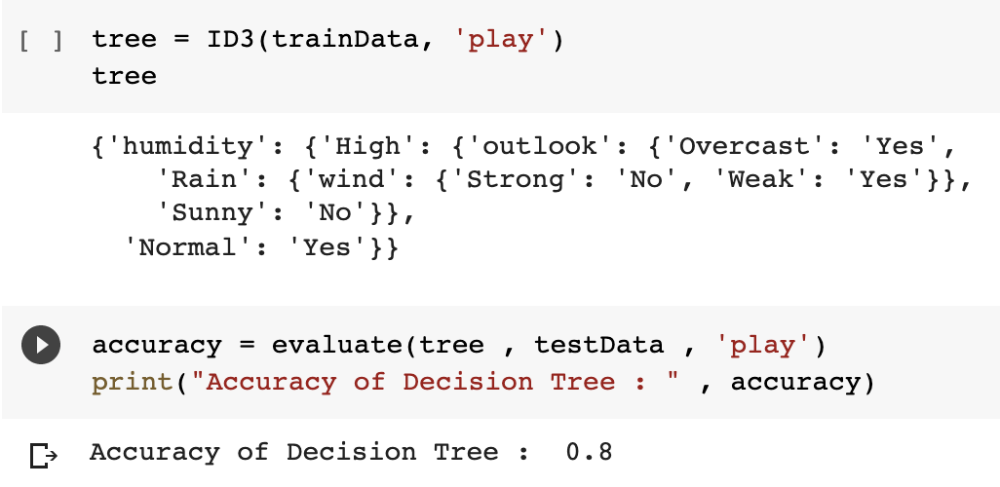 [ ] tree = ID3(trainData, 'play')
tree
{'humidity': {'High': {'outlook': {'Overcast': 'Yes',
'Rain': {'wind': {'Strong': 'No', 'Weak': 'Yes'}},
'Sunny': 'No'}},
'Normal': 'Yes'}}
accuracy = evaluate(tree , testData , 'play')
print("Accuracy of Decision Tree : " , accuracy)
Accuracy of Decision Tree :  0.8